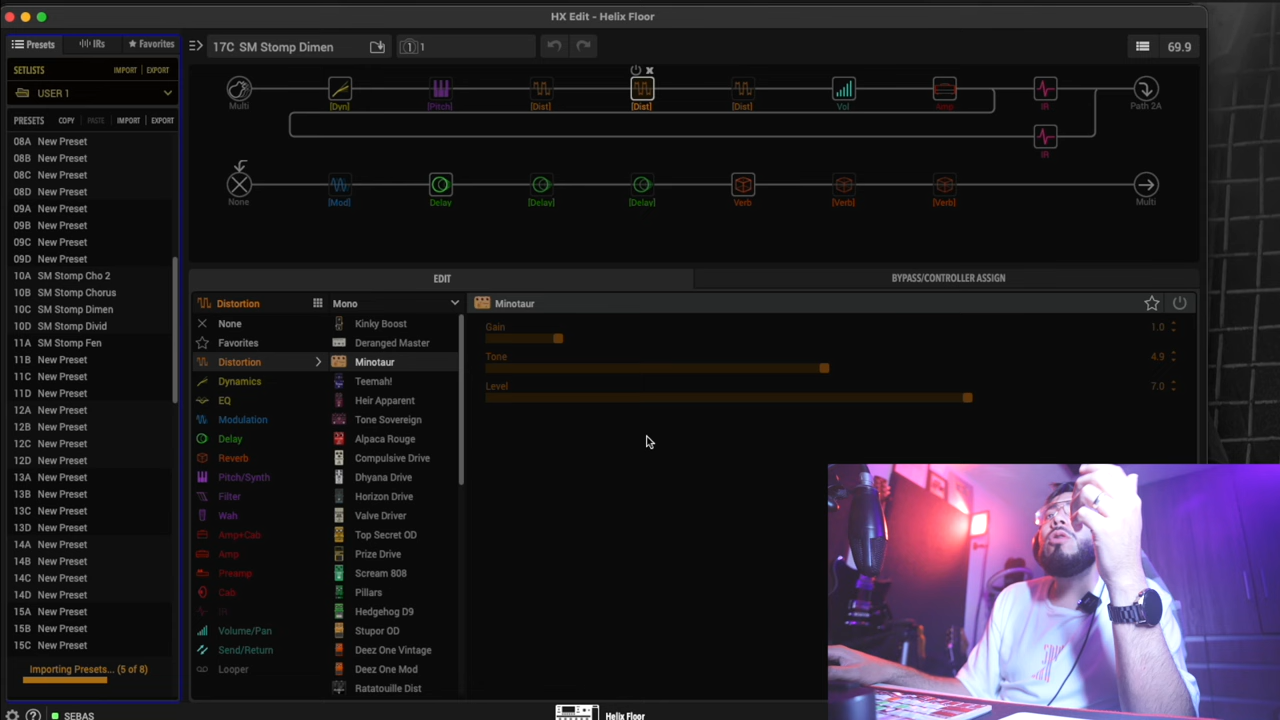 HX Edit - Helix Floor
Presets
IRs
Favorites
17C SM Stomp Dimen
1
69.9
SETLISTS
IMPORT
EXPORT
USER 1
PRESETS
COPY
PASTE
IMPORT
EXPORT
08A New Preset
08B New Preset
08C New Preset
08D New Preset
09A New Preset
09B New Preset
09C New Preset
09D New Preset
10A SM Stomp Cho 2
10B SM Stomp Chorus
10C SM Stomp Dimen
10D SM Stomp Divid
11A SM Stomp Fen
11B New Preset
11C New Preset
11D New Preset
12A New Preset
12B New Preset
12C New Preset
12D New Preset
13A New Preset
13B New Preset
13C New Preset
13D New Preset
14A New Preset
14B New Preset
14C New Preset
14D New Preset
15A New Preset
15B New Preset
15C New Preset
Importing Presets... (5 of 8)
SEBAS
Multi
[Dyn]
[Pitch]
[Dist]
[Dist]
[Dist]
Vol
Amp
IR
Path 2A
IR
None
[Mod]
Delay
[Delay]
[Delay]
Verb
[Verb]
[Verb]
Multi
EDIT
BYPASS/CONTROLLER ASSIGN
Distortion
None
Favorites
Distortion
Dynamics
EQ
Modulation
Delay
Reverb
Pitch/Synth
Filter
Wah
Amp+Cab
Amp
Preamp
Cab
IR
Volume/Pan
Send/Return
Looper
Mono
Kinky Boost
Deranged Master
Minotaur
Teemah!
Heir Apparent
Tone Sovereign
Alpaca Rouge
Compulsive Drive
Dhyana Drive
Horizon Drive
Valve Driver
Top Secret OD
Prize Drive
Scream 808
Pillars
Hedgehog D9
Stupor OD
Deez One Vintage
Deez One Mod
Ratatouille Dist
Minotaur
Gain 1.0
Tone 4.9
Level 7.0
Helix Floor